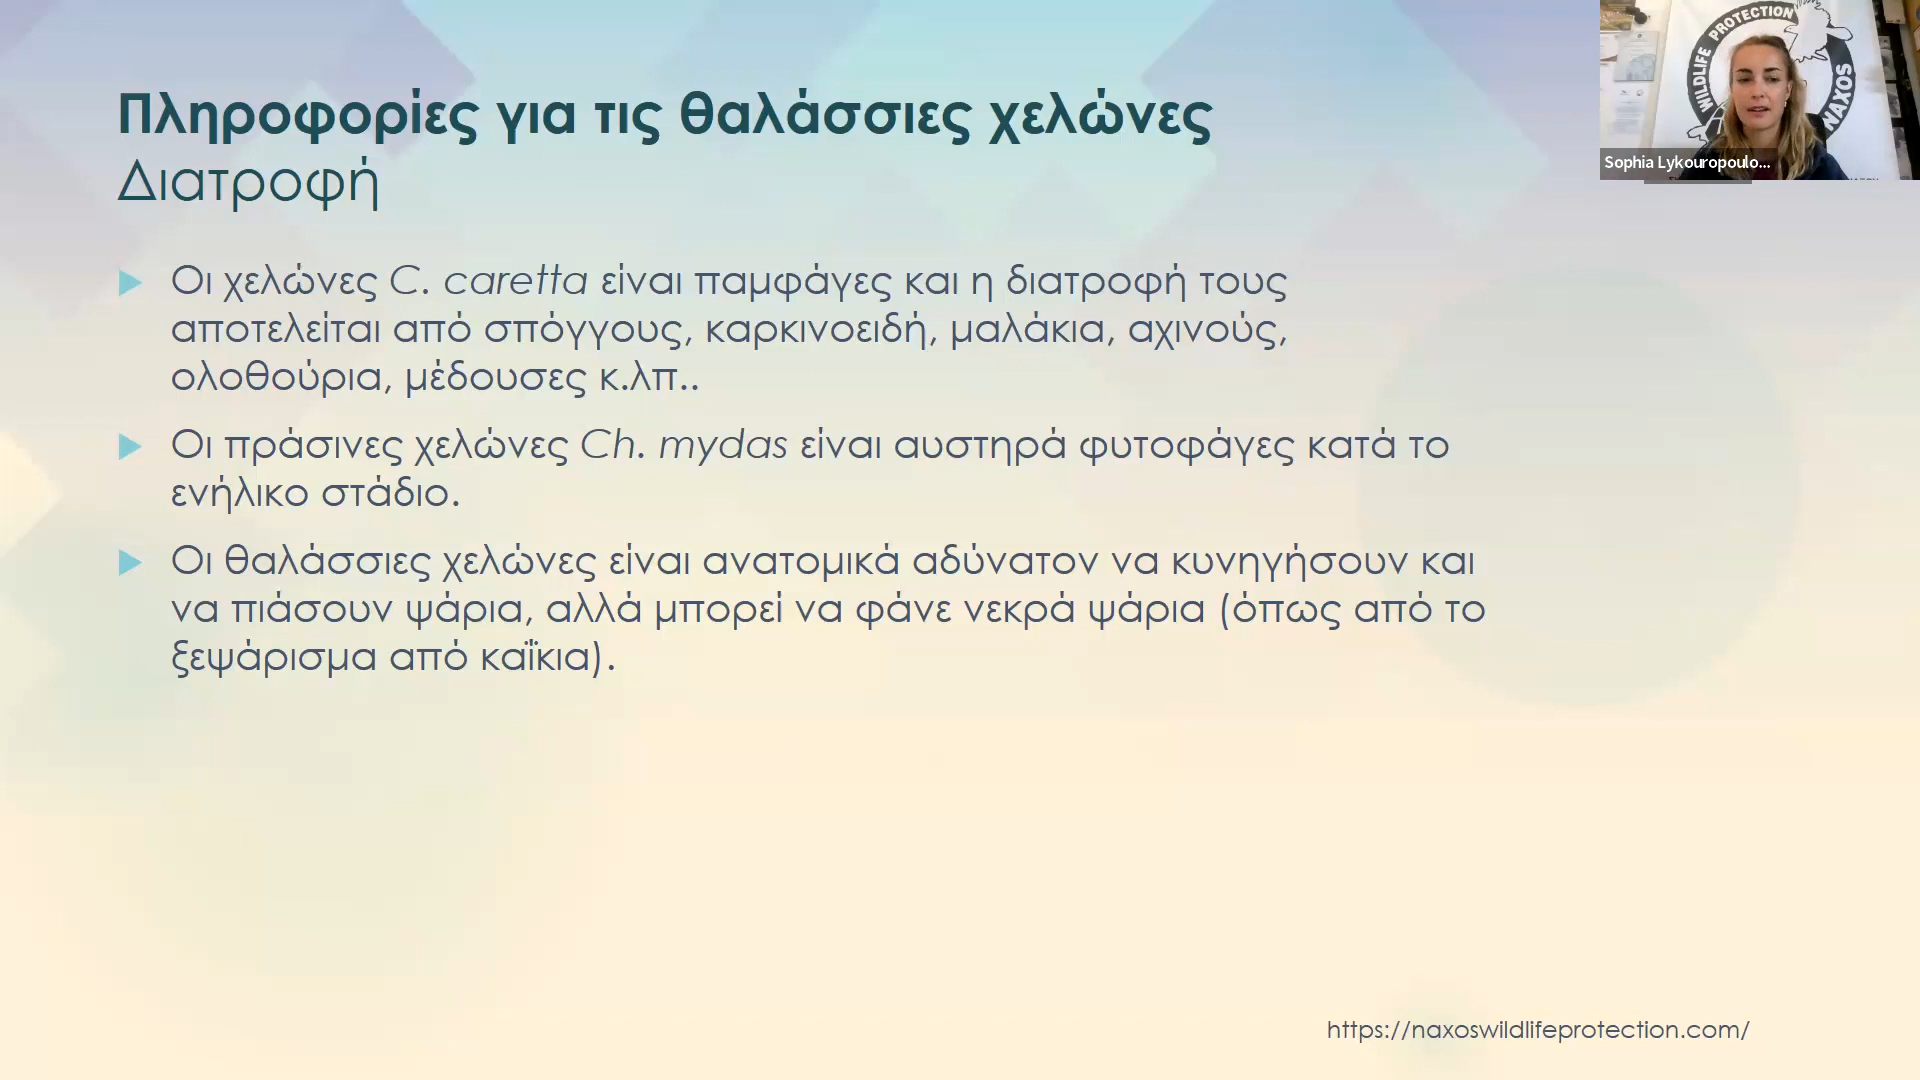 Πληροφορίες για τις θαλάσσιες χελώνες
Διατροφή
Οι χελώνες C. caretta είναι παμφάγες και η διατροφή τους
αποτελείται από σπόγγους, καρκινοειδή, μαλάκια, αχινούς,
ολοθούρια, μέδουσες κ.λπ..
Οι πράσινες χελώνες Ch. mydas είναι αυστηρά φυτοφάγες κατά το
ενήλικο στάδιο.
Οι θαλάσσιες χελώνες είναι ανατομικά αδύνατον να κυνηγήσουν και
να πιάσουν ψάρια, αλλά μπορεί να φάνε νεκρά ψάρια (όπως από το
ξεψάρισμα από καΐκια).
https://naxoswildlifeprotection.com/
WILDLIFE PROTECTION
NAXOS
Sophia Lykouropoulo...